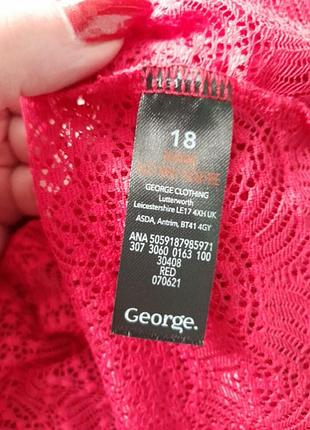 18
GEORGE CLOTHING
Lutterworth
Leicestershire LE17 4XH UK
ASDA, Antrim, BT41 4GY
ANA 5059187985971
307 3060 0163 100
30408
RED
070621
George.